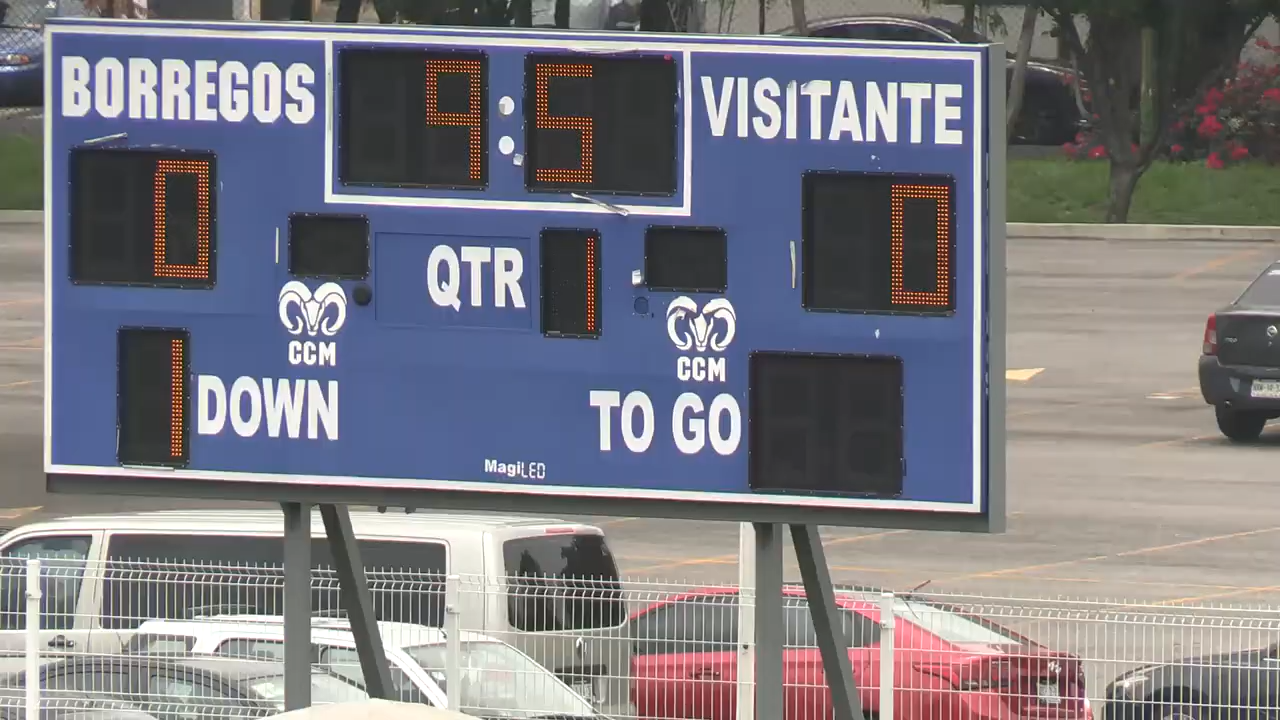 BORREGOS
9:5
VISITANTE
0
0
QTR 1
CCM
CCM
1 DOWN
TO GO
MagiLED